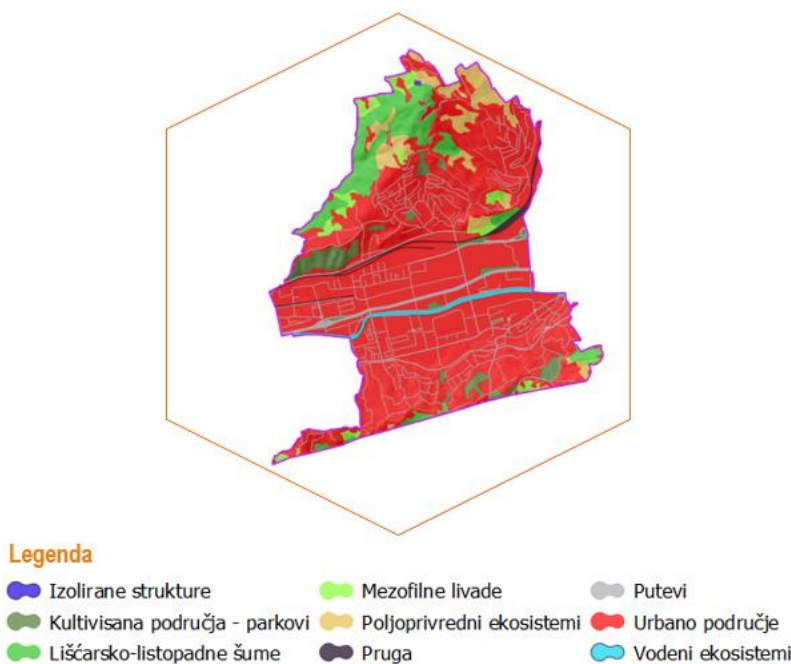 Legenda
Izolirane strukture
Mezofilne livade
Putevi
Kultivisana područja - parkovi
Poljoprivredni ekosistemi
Urbano područje
Lišćarsko-listopadne šume
Pruga
Vodeni ekosistemi